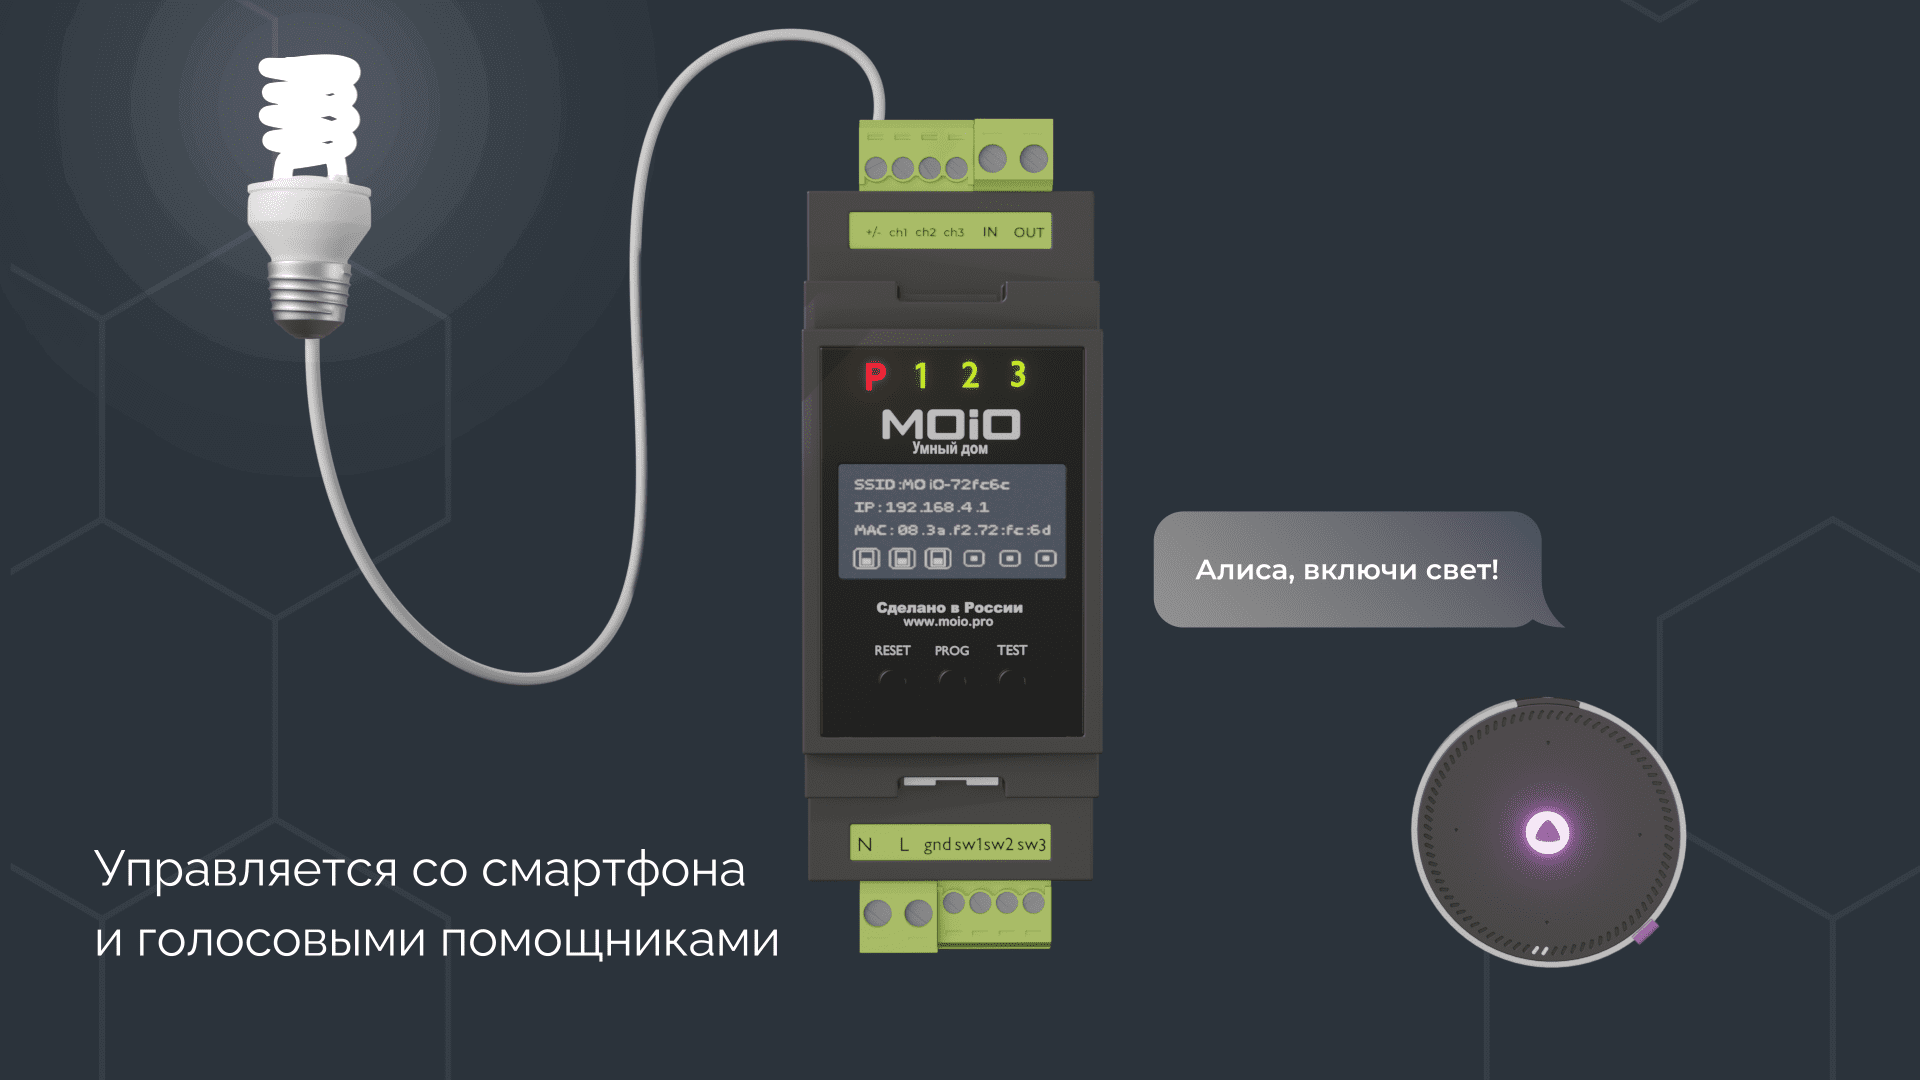 +/- ch1 ch2 ch3 IN OUT
P 1 2 3
MOiO
Умный дом
SSID:MOiO-72fc6c
IP:192.168.4.1
MAC:08.3a.f2.72:fc:6d
Сделано в России
www.moio.pro
RESET PROG TEST
N L gnd sw1 sw2 sw3
Алиса, включи свет!
Управляется со смартфона
и голосовыми помощниками